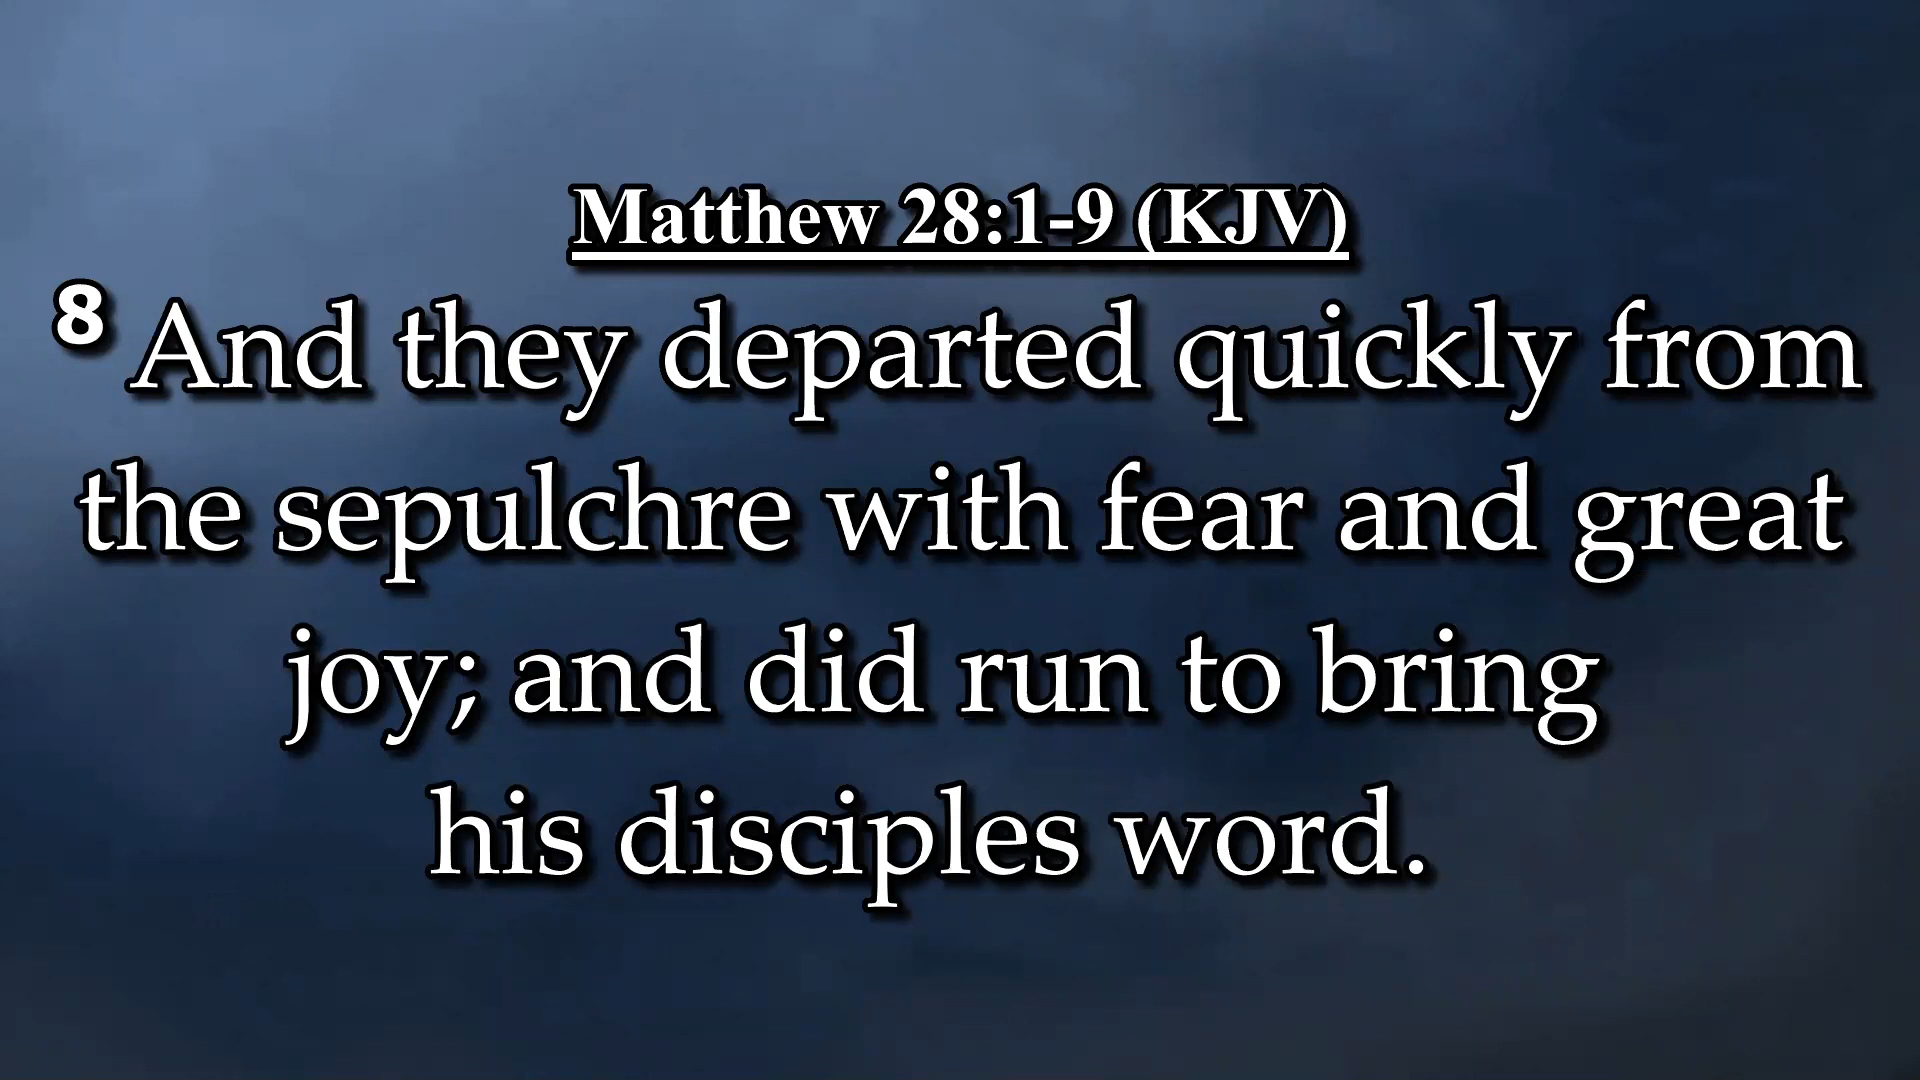 Matthew 28:1-9 (KJV)
8 And they departed quickly from
the sepulchre with fear and great
joy; and did run to bring
his disciples word.